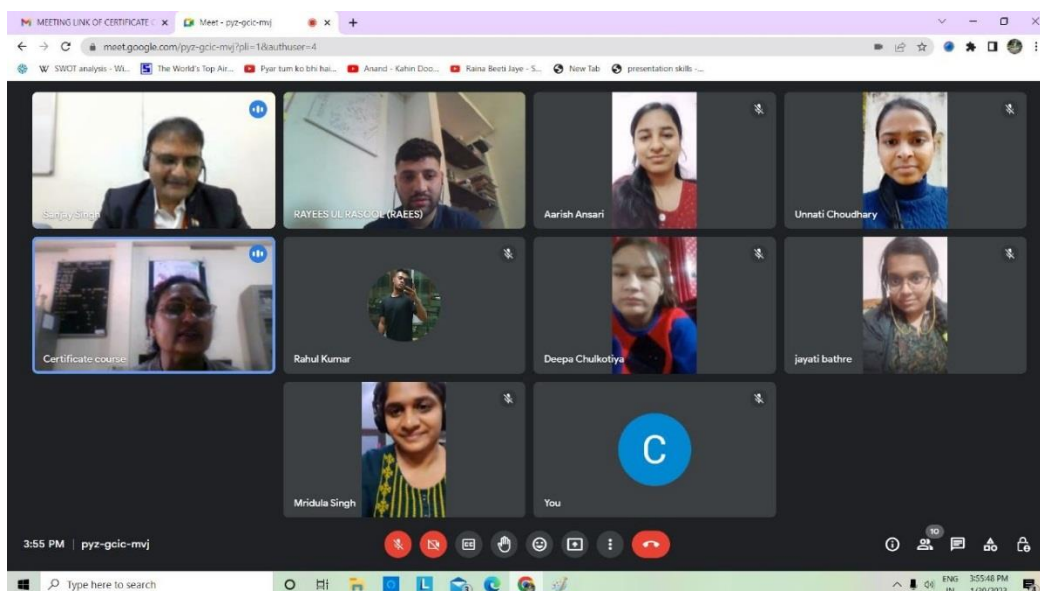 MEETING LINK OF CERTIFICATE C
Meet - pyz-gcic-mvj
meet.google.com/pyz-gcic-mvj?pli=1&authuser=4
SWOT analysis - Wi...
The World's Top Air...
Pyar tum ko bhi hai...
Anand - Kahin Doo...
Raina Beeti Jaye - S...
New Tab
presentation skills -...
Sanjay Singh
RAYEES UL RASOOL (RAEES)
Aarish Ansari
Unnati Choudhary
Certificate course
Rahul Kumar
Deepa Chulkotiya
jayati bathre
Mridula Singh
C
You
3:55 PM | pyz-gcic-mvj
CC
10
Type here to search
L
ENG
3:55:48 PM
IN
1/20/2023